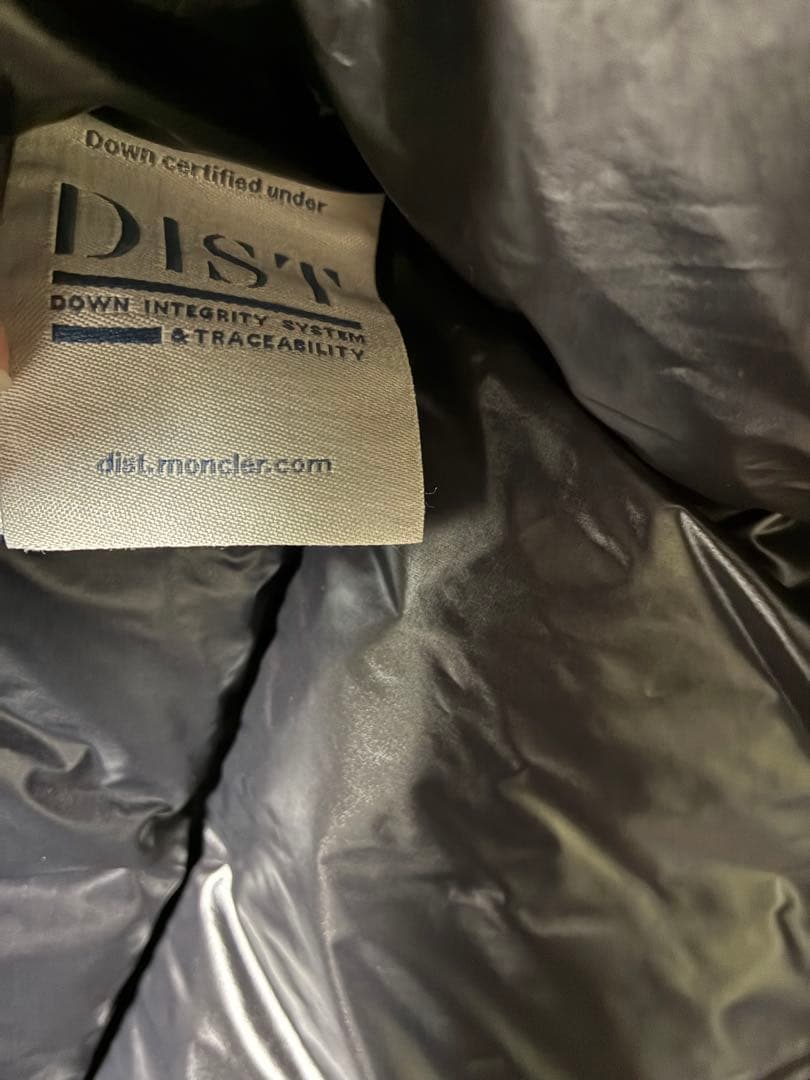 Down certified under
DIST
DOWN INTEGRITY SYSTEM
& TRACEABILITY
dist.moncler.com